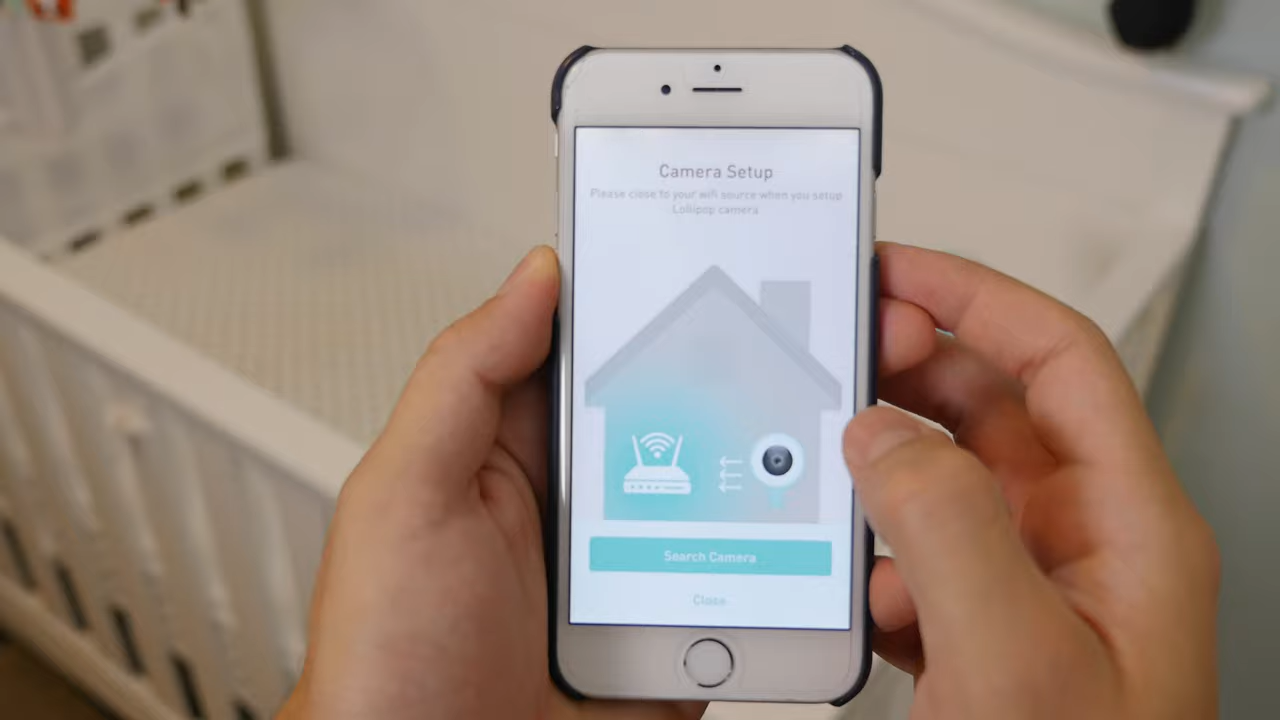 Camera Setup
Please close to your wifi source when you setup
Lollipop camera
Search Camera
Close